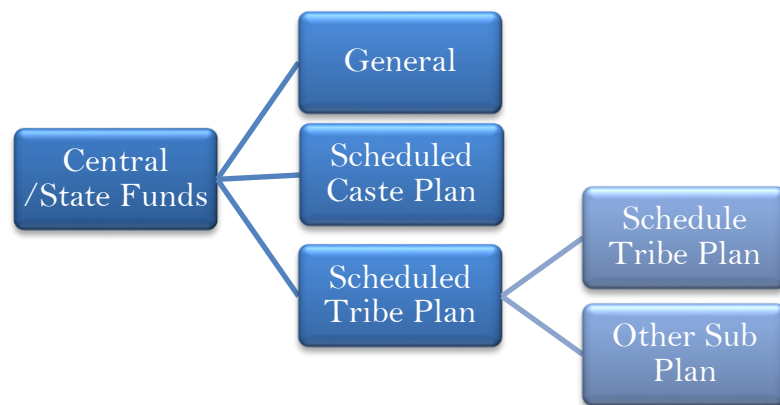 General
Central
/State Funds
Scheduled
Caste Plan
Scheduled
Tribe Plan
Schedule
Tribe Plan
Other Sub
Plan